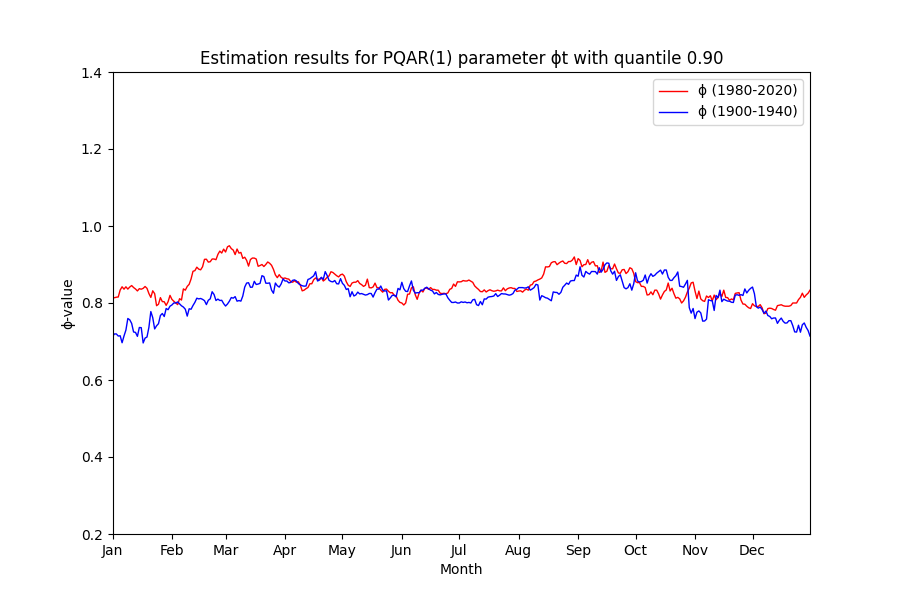 Estimation results for PQAR(1) parameter ϕt with quantile 0.90
ϕ (1980-2020)
ϕ (1900-1940)
1.4
1.2
1.0
0.8
0.6
0.4
0.2
ϕ-value
Jan Feb Mar Apr May Jun Jul Aug Sep Oct Nov Dec
Month